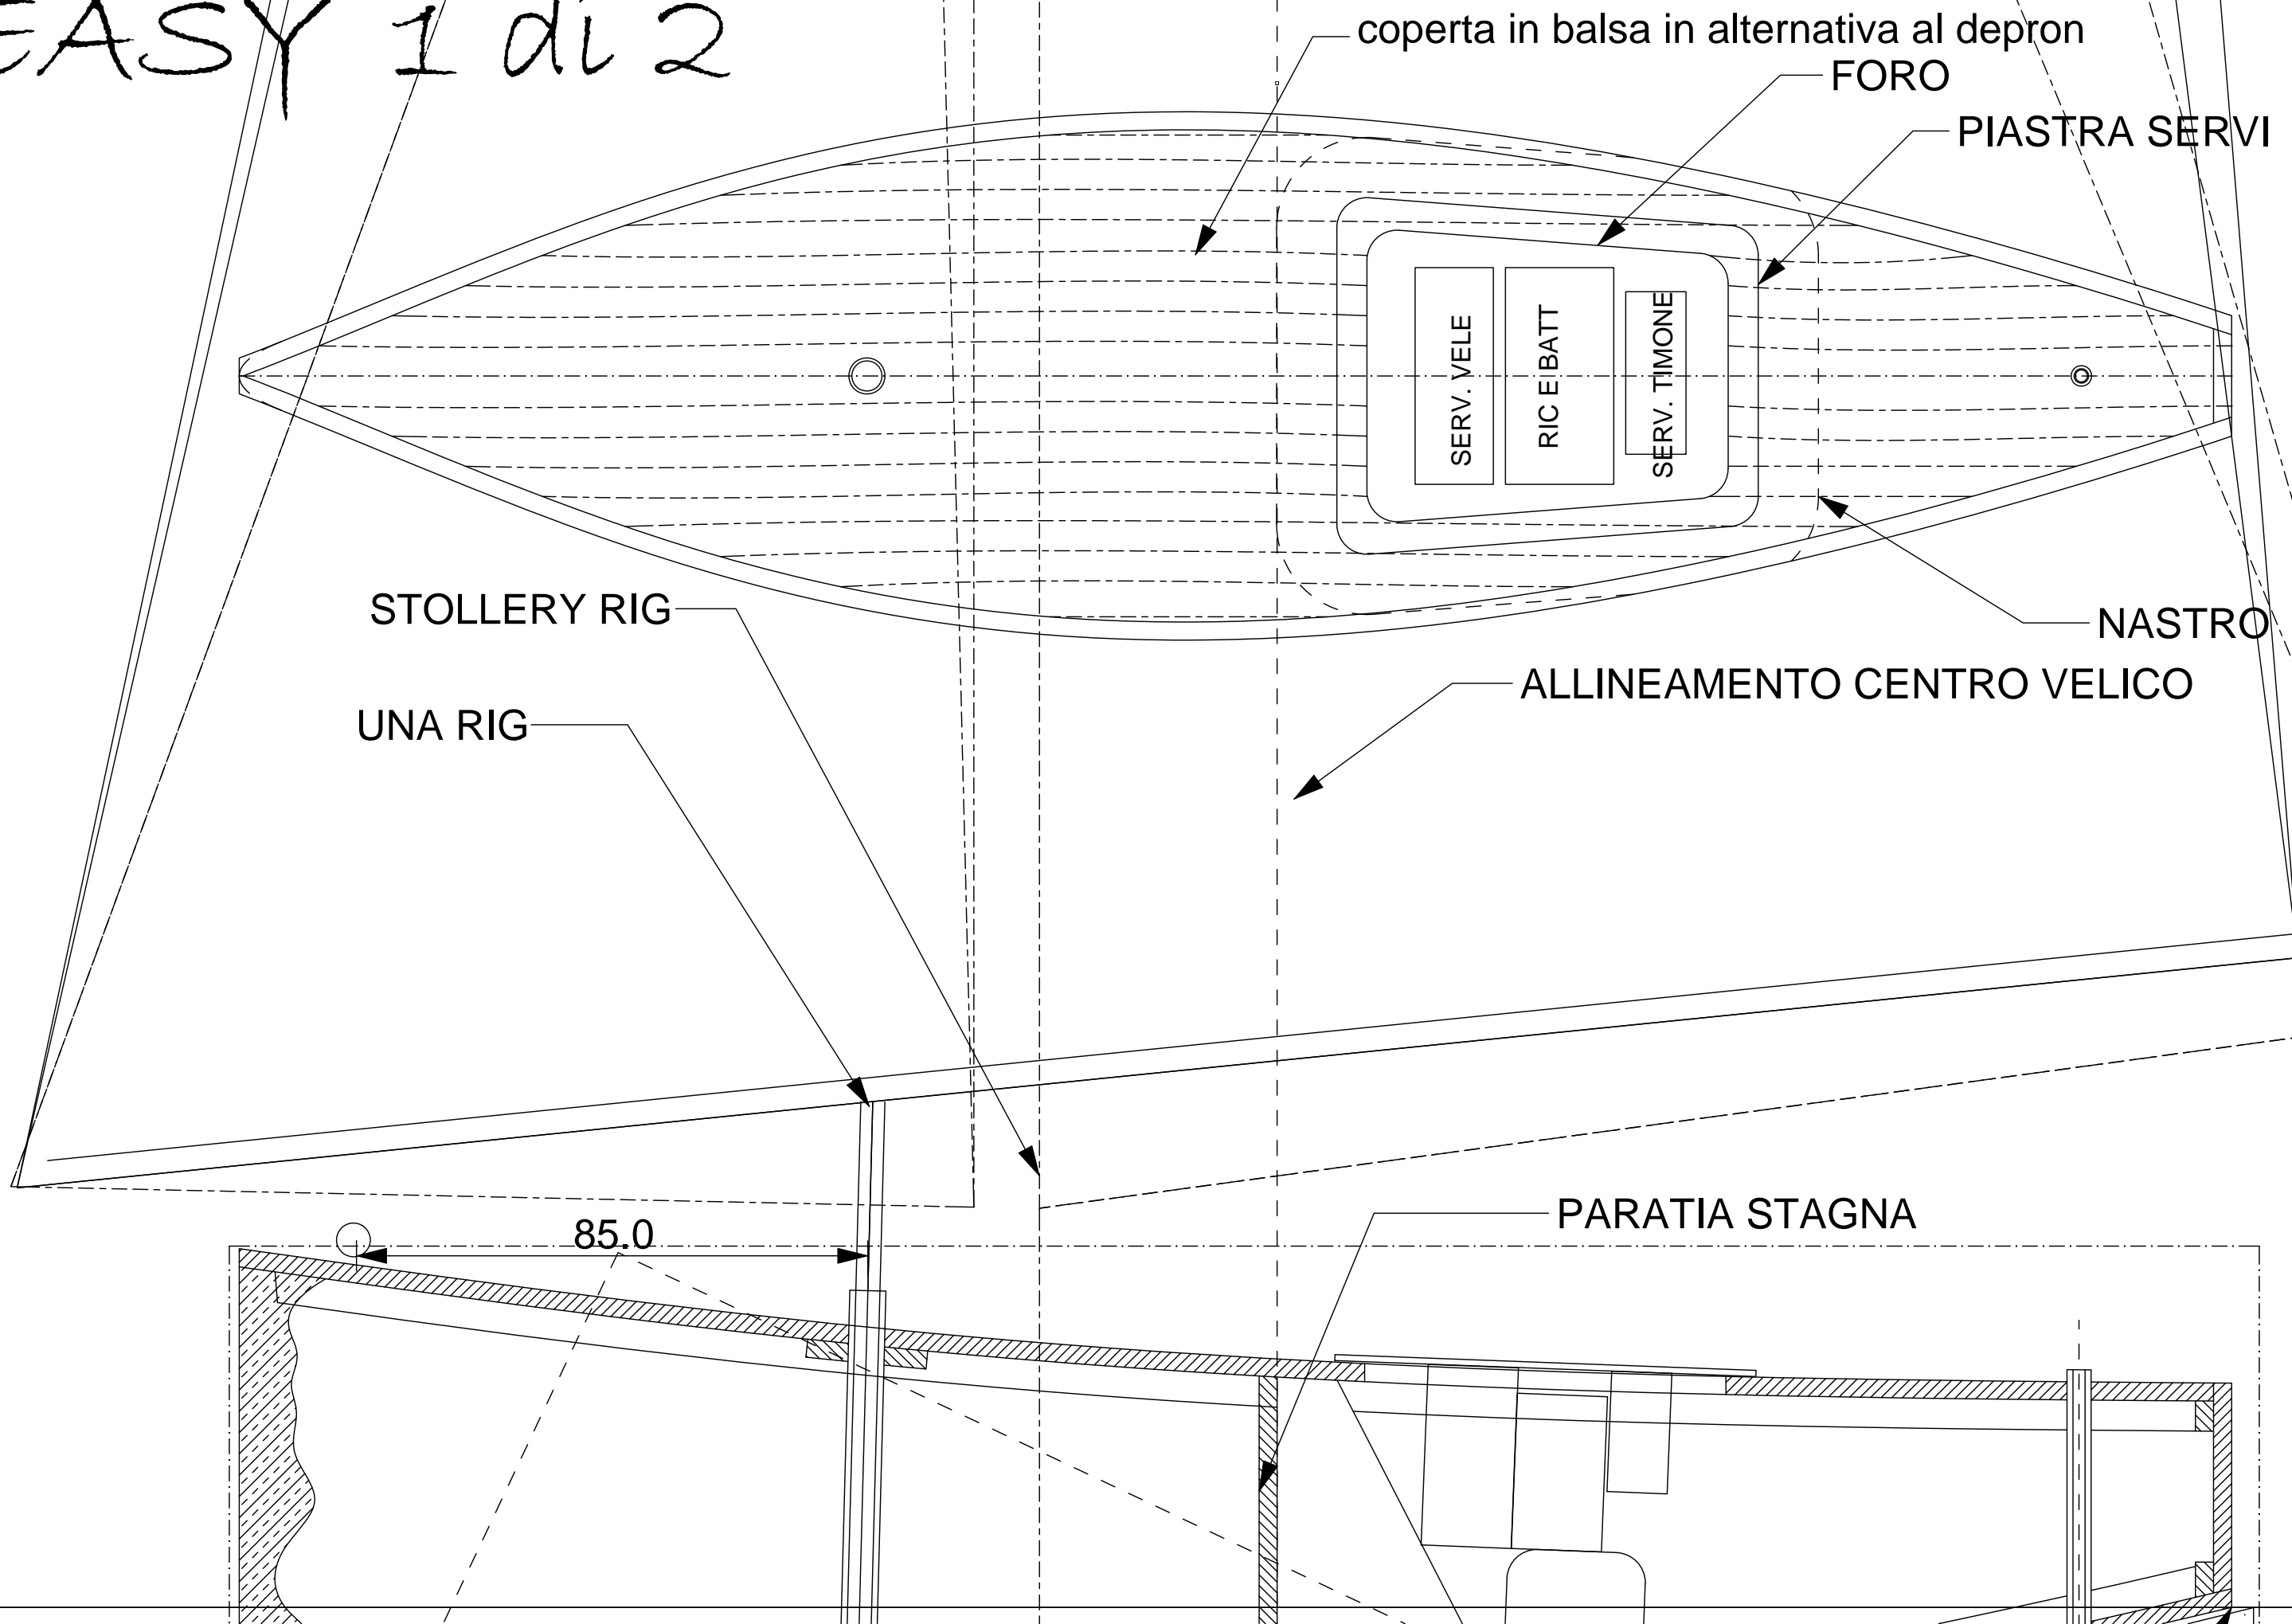 EASY 1 di 2
coperta in balsa in alternativa al depron
FORO
PIASTRA SERVI
SERV. VELE
RIC E BATT
SERV. TIMONE
STOLLERY RIG
NASTRO
ALLINEAMENTO CENTRO VELICO
UNA RIG
PARATIA STAGNA
85.0